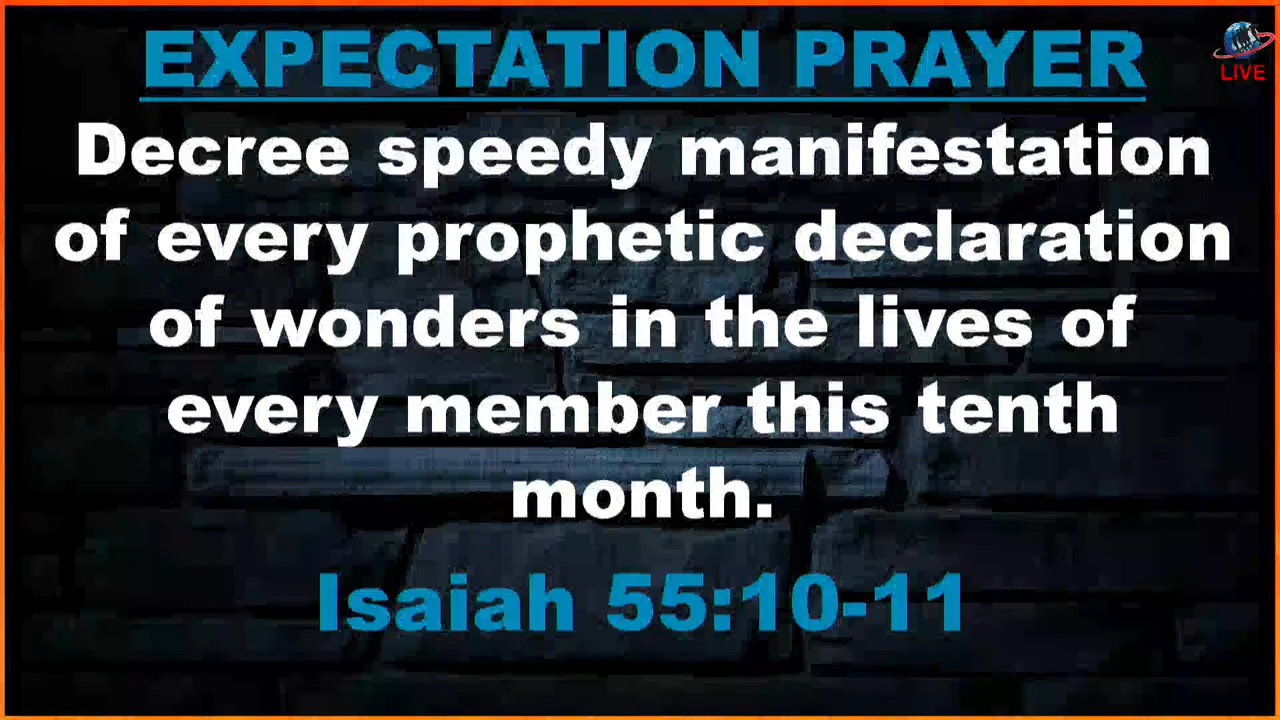 EXPECTATION PRAYER
LIVE
Decree speedy manifestation
of every prophetic declaration
of wonders in the lives of
every member this tenth
month.
Isaiah 55:10-11